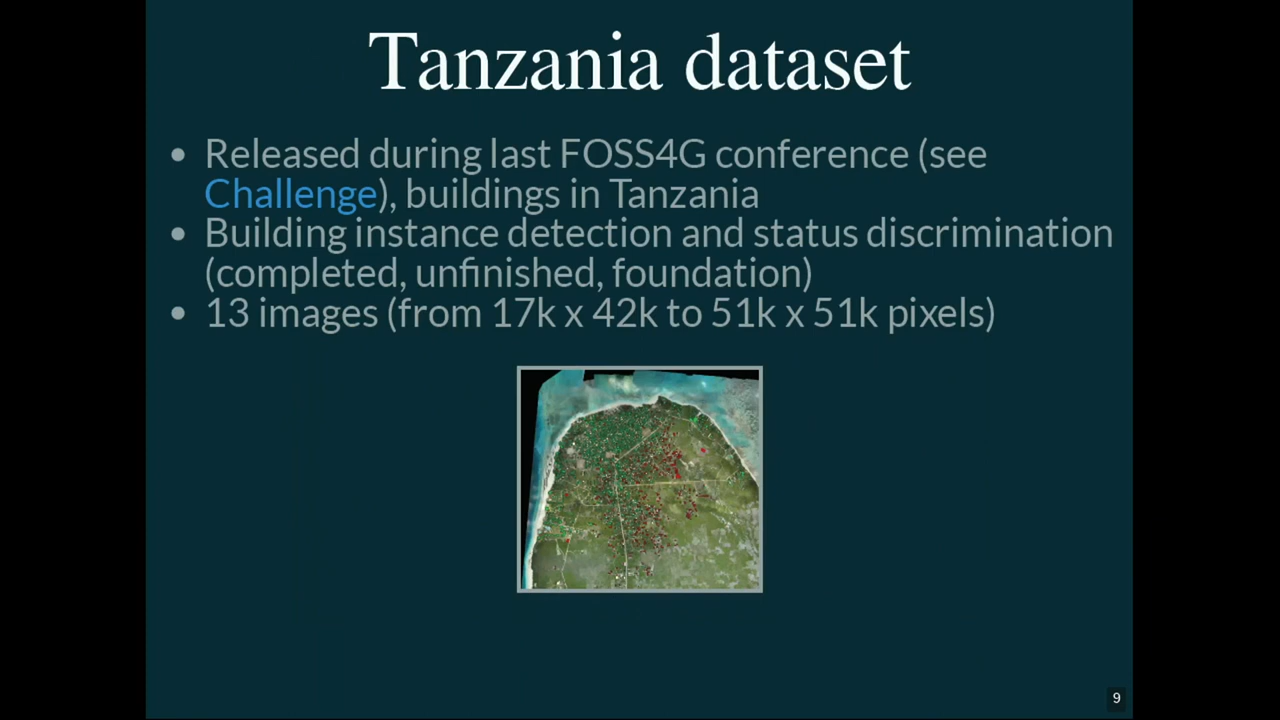 Tanzania dataset
• Released during last FOSS4G conference (see
Challenge), buildings in Tanzania
• Building instance detection and status discrimination
(completed, unfinished, foundation)
• 13 images (from 17k x 42k to 51k x 51k pixels)
9